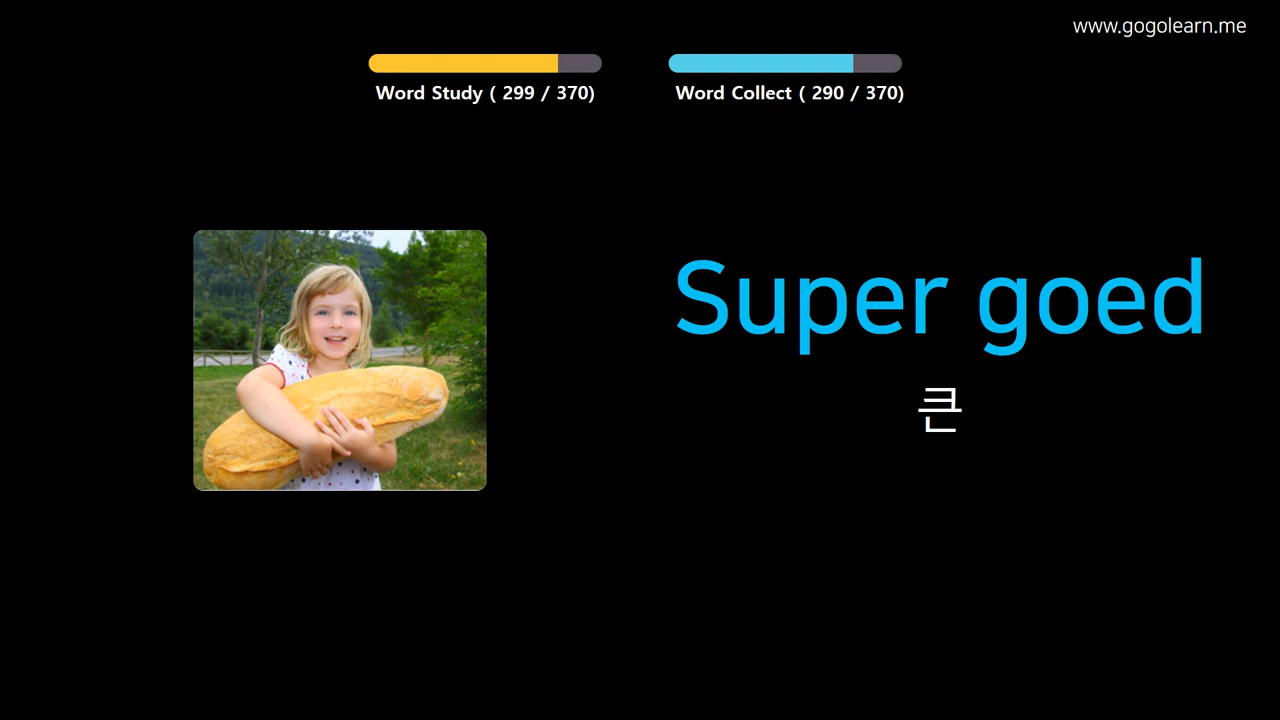 www.gogolearn.me
Word Study ( 299 / 370)
Word Collect ( 290 / 370)
Super goed
큰